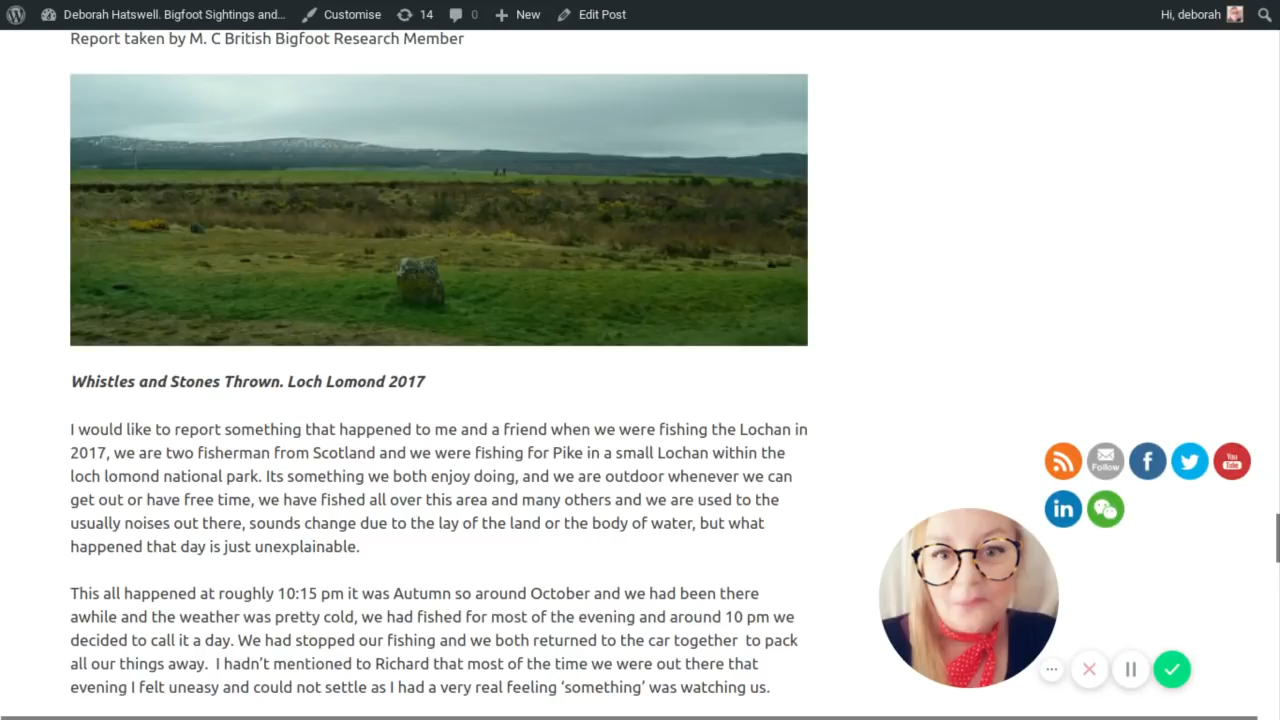 Deborah Hatswell. Bigfoot Sightings and... Customise 14 0 New Edit Post Hi, deborah
Report taken by M. C British Bigfoot Research Member
Whistles and Stones Thrown. Loch Lomond 2017
I would like to report something that happened to me and a friend when we were fishing the Lochan in
2017, we are two fisherman from Scotland and we were fishing for Pike in a small Lochan within the
loch lomond national park. Its something we both enjoy doing, and we are outdoor whenever we can
get out or have free time, we have fished all over this area and many others and we are used to the
usually noises out there, sounds change due to the lay of the land or the body of water, but what
happened that day is just unexplainable.
This all happened at roughly 10:15 pm it was Autumn so around October and we had been there
awhile and the weather was pretty cold, we had fished for most of the evening and around 10 pm we
decided to call it a day. We had stopped our fishing and we both returned to the car together to pack
all our things away. I hadn’t mentioned to Richard that most of the time we were out there that
evening I felt uneasy and could not settle as I had a very real feeling ‘something’ was watching us.
Follow
You
Tube
in